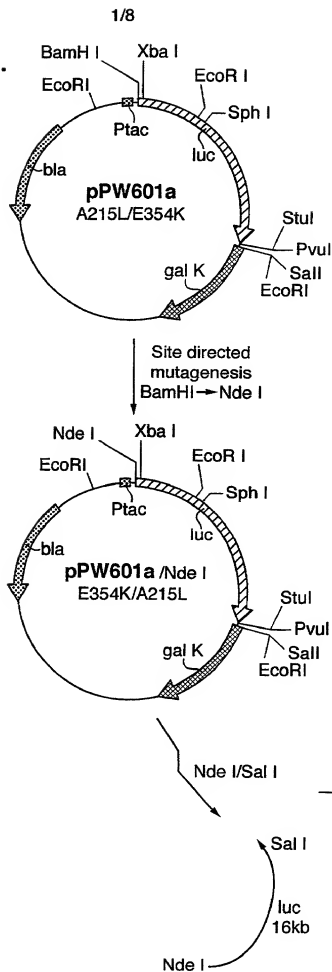 1/8
BamH I
Xba I
EcoRI
EcoR I
Sph I
Ptac
luc
bla
pPW601a
A215L/E354K
StuI
PvuI
SalI
EcoRI
gal K
Site directed
mutagenesis
BamHI→Nde I
Nde I
Xba I
EcoRI
EcoR I
Sph I
Ptac
luc
bla
pPW601a /Nde I
E354K/A215L
StuI
PvuI
SalI
EcoRI
gal K
Nde I/Sal I
Sal I
luc
16kb
Nde I